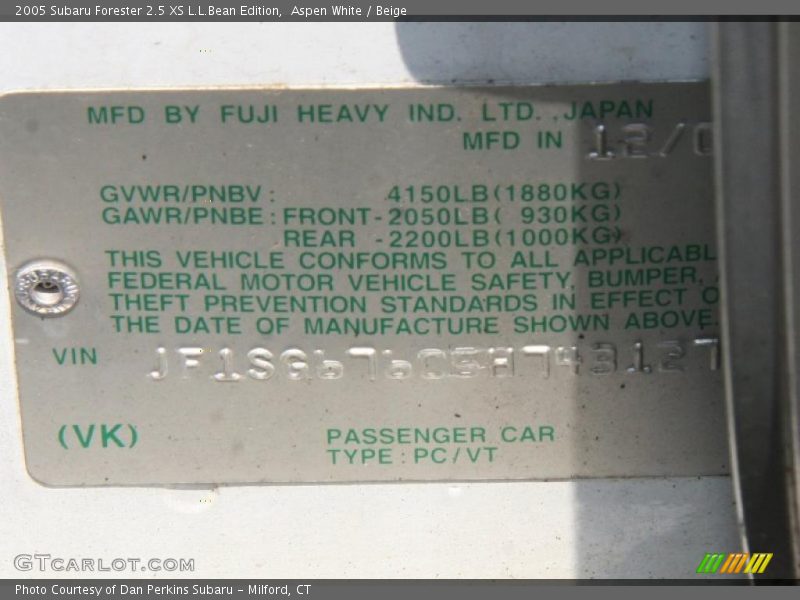 2005 Subaru Forester 2.5 XS L.L.Bean Edition, Aspen White / Beige
MFD BY FUJI HEAVY IND. LTD. ,JAPAN
MFD IN 12/0
GVWR/PNBV : 4150LB(1880KG)
GAWR/PNBE : FRONT-2050LB( 930KG)
REAR -2200LB(1000KG)
THIS VEHICLE CONFORMS TO ALL APPLICABL
FEDERAL MOTOR VEHICLE SAFETY, BUMPER,
THEFT PREVENTION STANDARDS IN EFFECT O
THE DATE OF MANUFACTURE SHOWN ABOVE.
VIN JF1SG67605H743127
(VK)
PASSENGER CAR
TYPE : PC/VT
GTCARLOT.COM
Photo Courtesy of Dan Perkins Subaru – Milford, CT